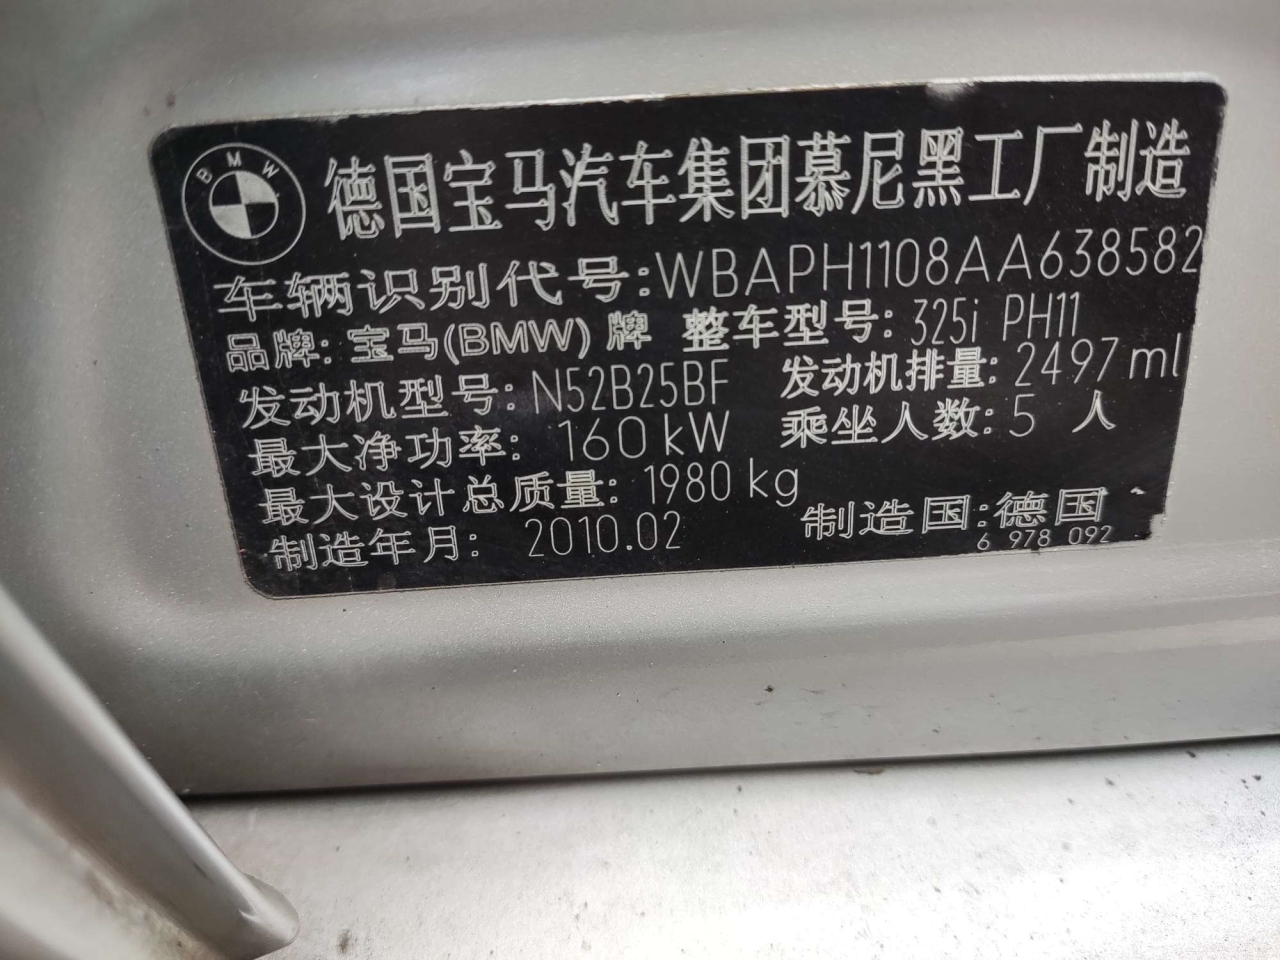 BMW
德国宝马汽车集团慕尼黑工厂制造
车辆识别代号:WBAPH1108AA638582
品牌:宝马(BMW)牌 整车型号:325i PH11
发动机型号:N52B25BF 发动机排量:2497ml
最大净功率:160kW 乘坐人数:5 人
最大设计总质量:1980kg
制造年月:2010.02 制造国:德国
6 978 092